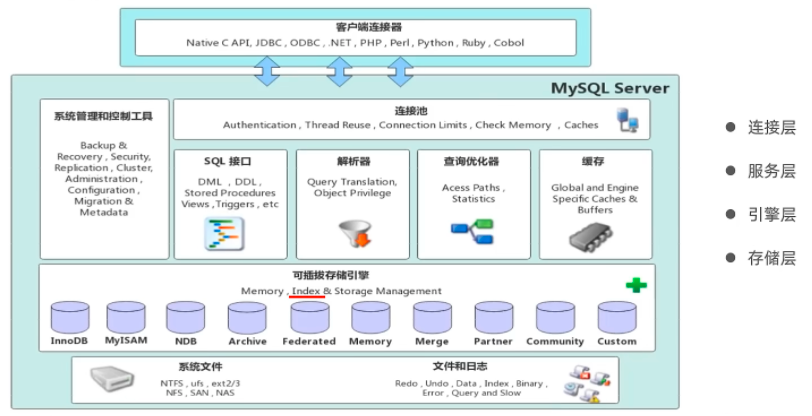 客户端连接器
Native C API, JDBC , ODBC , .NET , PHP , Perl , Python , Ruby , Cobol
MySQL Server
系统管理和控制工具
Backup &
Recovery , Security,
Replication , Cluster,
Administration ,
Configuration ,
Migration &
Metadata
连接池
Authentication , Thread Reuse , Connection Limits , Check Memory , Caches
SQL 接口
DML , DDL ,
Stored Procedures
Views ,Triggers , etc
解析器
Query Translation,
Object Privilege
查询优化器
Acess Paths ,
Statistics
缓存
Global and Engine
Specific Caches &
Buffers
可插拔存储引擎
Memory , Index & Storage Management
InnoDB MyISAM NDB Archive Federated Memory Merge Partner Community Custom
系统文件
NTFS , ufs , ext2/3
NFS , SAN , NAS
文件和日志
Redo , Undo , Data , Index , Binary ,
Error , Query and Slow
● 连接层
● 服务层
● 引擎层
● 存储层